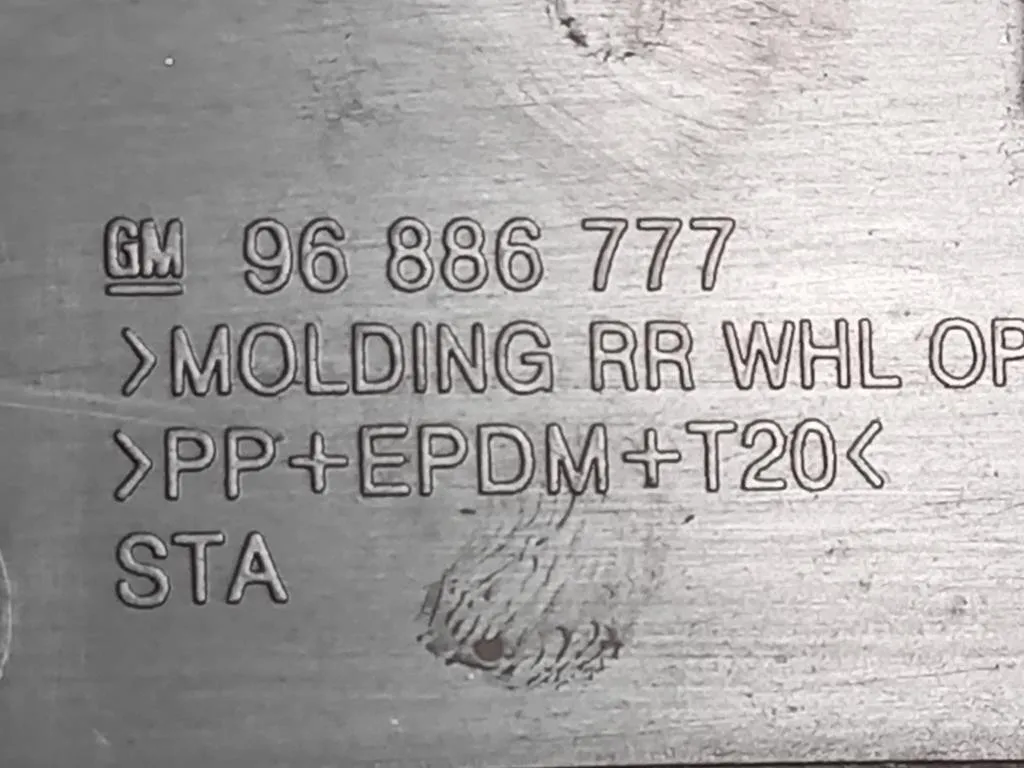 GM 96 886 777
>MOLDING RR WHL OP
>PP+EPDM+T20<
STA